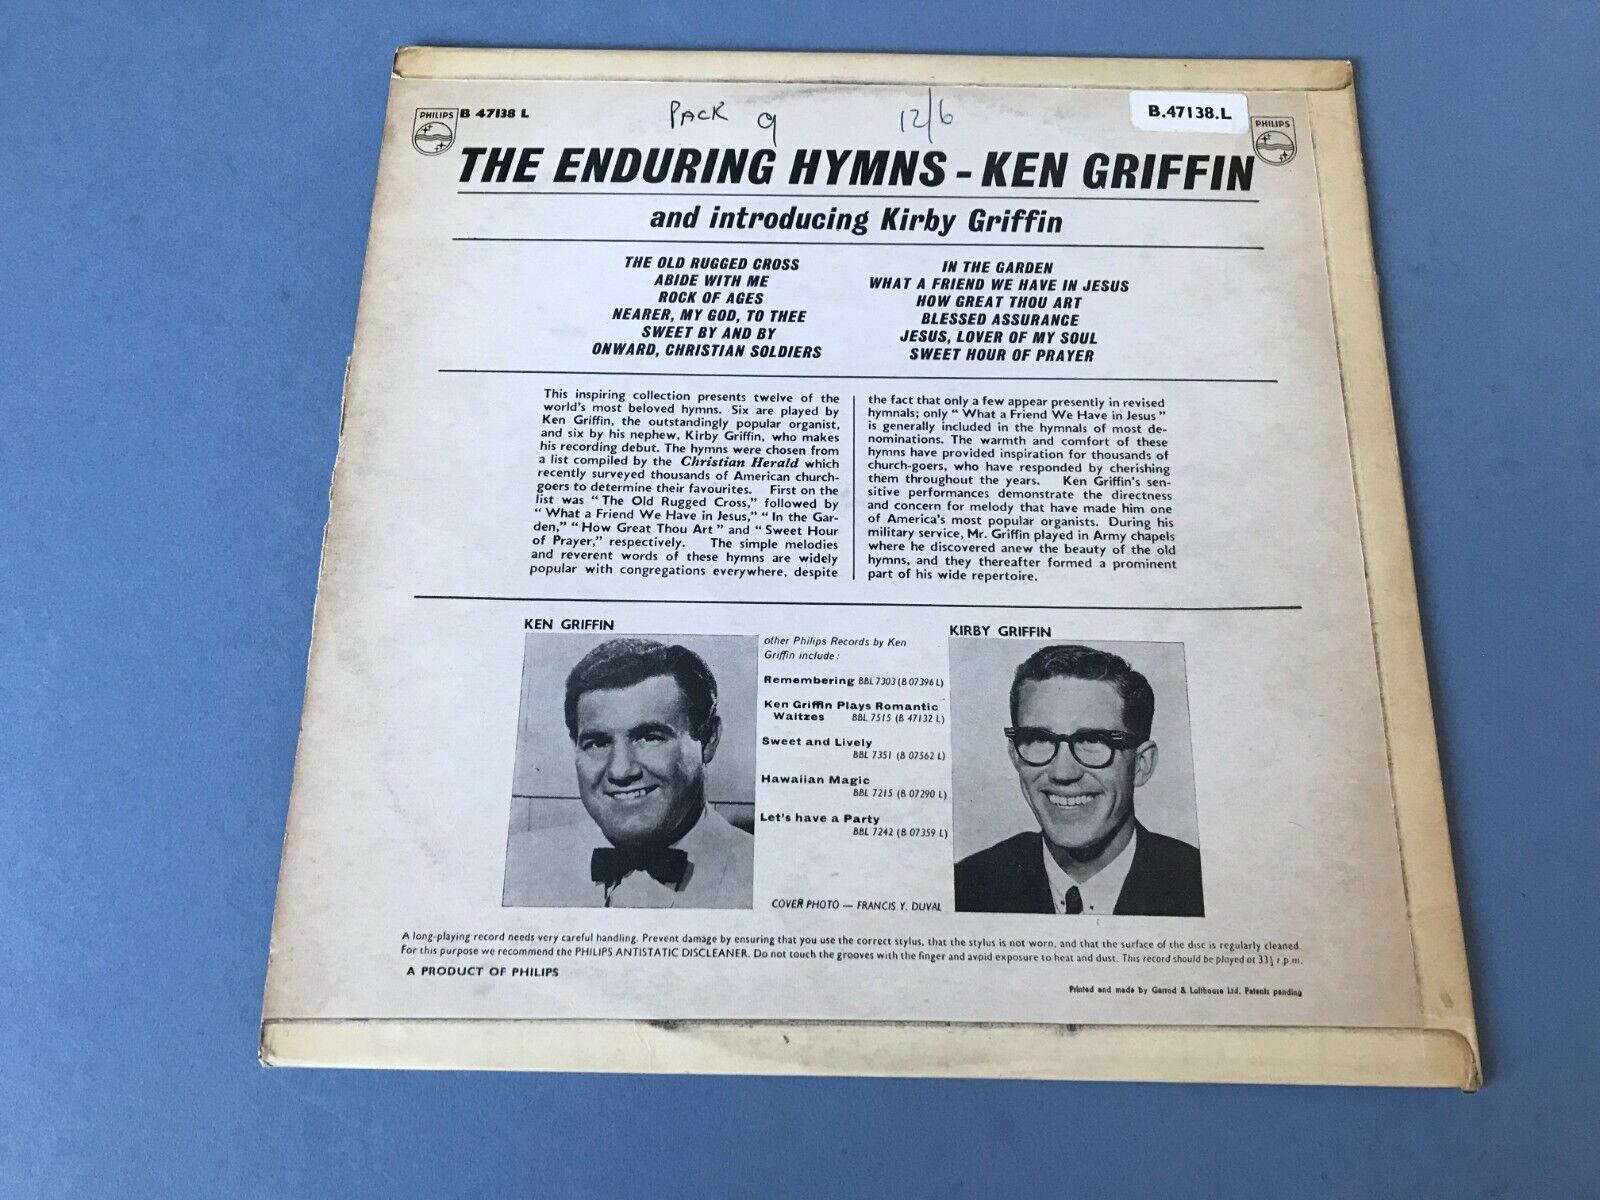 PHILIPS
B 47138 L
PACK 9
12/6
B.47138.L
PHILIPS
THE ENDURING HYMNS - KEN GRIFFIN
and introducing Kirby Griffin
THE OLD RUGGED CROSS
ABIDE WITH ME
ROCK OF AGES
NEARER, MY GOD, TO THEE
SWEET BY AND BY
ONWARD, CHRISTIAN SOLDIERS
IN THE GARDEN
WHAT A FRIEND WE HAVE IN JESUS
HOW GREAT THOU ART
BLESSED ASSURANCE
JESUS, LOVER OF MY SOUL
SWEET HOUR OF PRAYER
This inspiring collection presents twelve of the
world's most beloved hymns. Six are played by
Ken Griffin, the outstandingly popular organist,
and six by his nephew, Kirby Griffin, who makes
his recording debut. The hymns were chosen from
a list compiled by the Christian Herald which
recently surveyed thousands of American church-
goers to determine their favourites. First on the
list was "The Old Rugged Cross," followed by
"What a Friend We Have in Jesus," "In the Gar-
den," "How Great Thou Art" and "Sweet Hour
of Prayer," respectively. The simple melodies
and reverent words of these hymns are widely
popular with congregations everywhere, despite
the fact that only a few appear presently in revised
hymnals; only "What a Friend We Have in Jesus"
is generally included in the hymnals of most de-
nominations. The warmth and comfort of these
hymns have provided inspiration for thousands of
church-goers, who have responded by cherishing
them throughout the years. Ken Griffin's sen-
sitive performances demonstrate the directness
and concern for melody that have made him one
of America's most popular organists. During his
military service, Mr. Griffin played in Army chapels
where he discovered anew the beauty of the old
hymns, and they thereafter formed a prominent
part of his wide repertoire.
KEN GRIFFIN
other Philips Records by Ken
Griffin include:
Remembering BBL 7303 (B 07396 L)
Ken Griffin Plays Romantic
Waltzes BBL 7515 (B 47132 L)
Sweet and Lively
BBL 7351 (B 07562 L)
Hawaiian Magic
BBL 7215 (B 07290 L)
Let's have a Party
BBL 7242 (B 07359 L)
COVER PHOTO — FRANCIS Y. DUVAL
KIRBY GRIFFIN
A long-playing record needs very careful handling. Prevent damage by ensuring that you use the correct stylus, that the stylus is not worn, and that the surface of the disc is regularly cleaned.
For this purpose we recommend the PHILIPS ANTISTATIC DISCLEANER. Do not touch the grooves with the finger and avoid exposure to heat and dust. This record should be played at 33⅓ r.p.m.
A PRODUCT OF PHILIPS
Printed and made by Garrod & Lofthouse Ltd. Patents pending